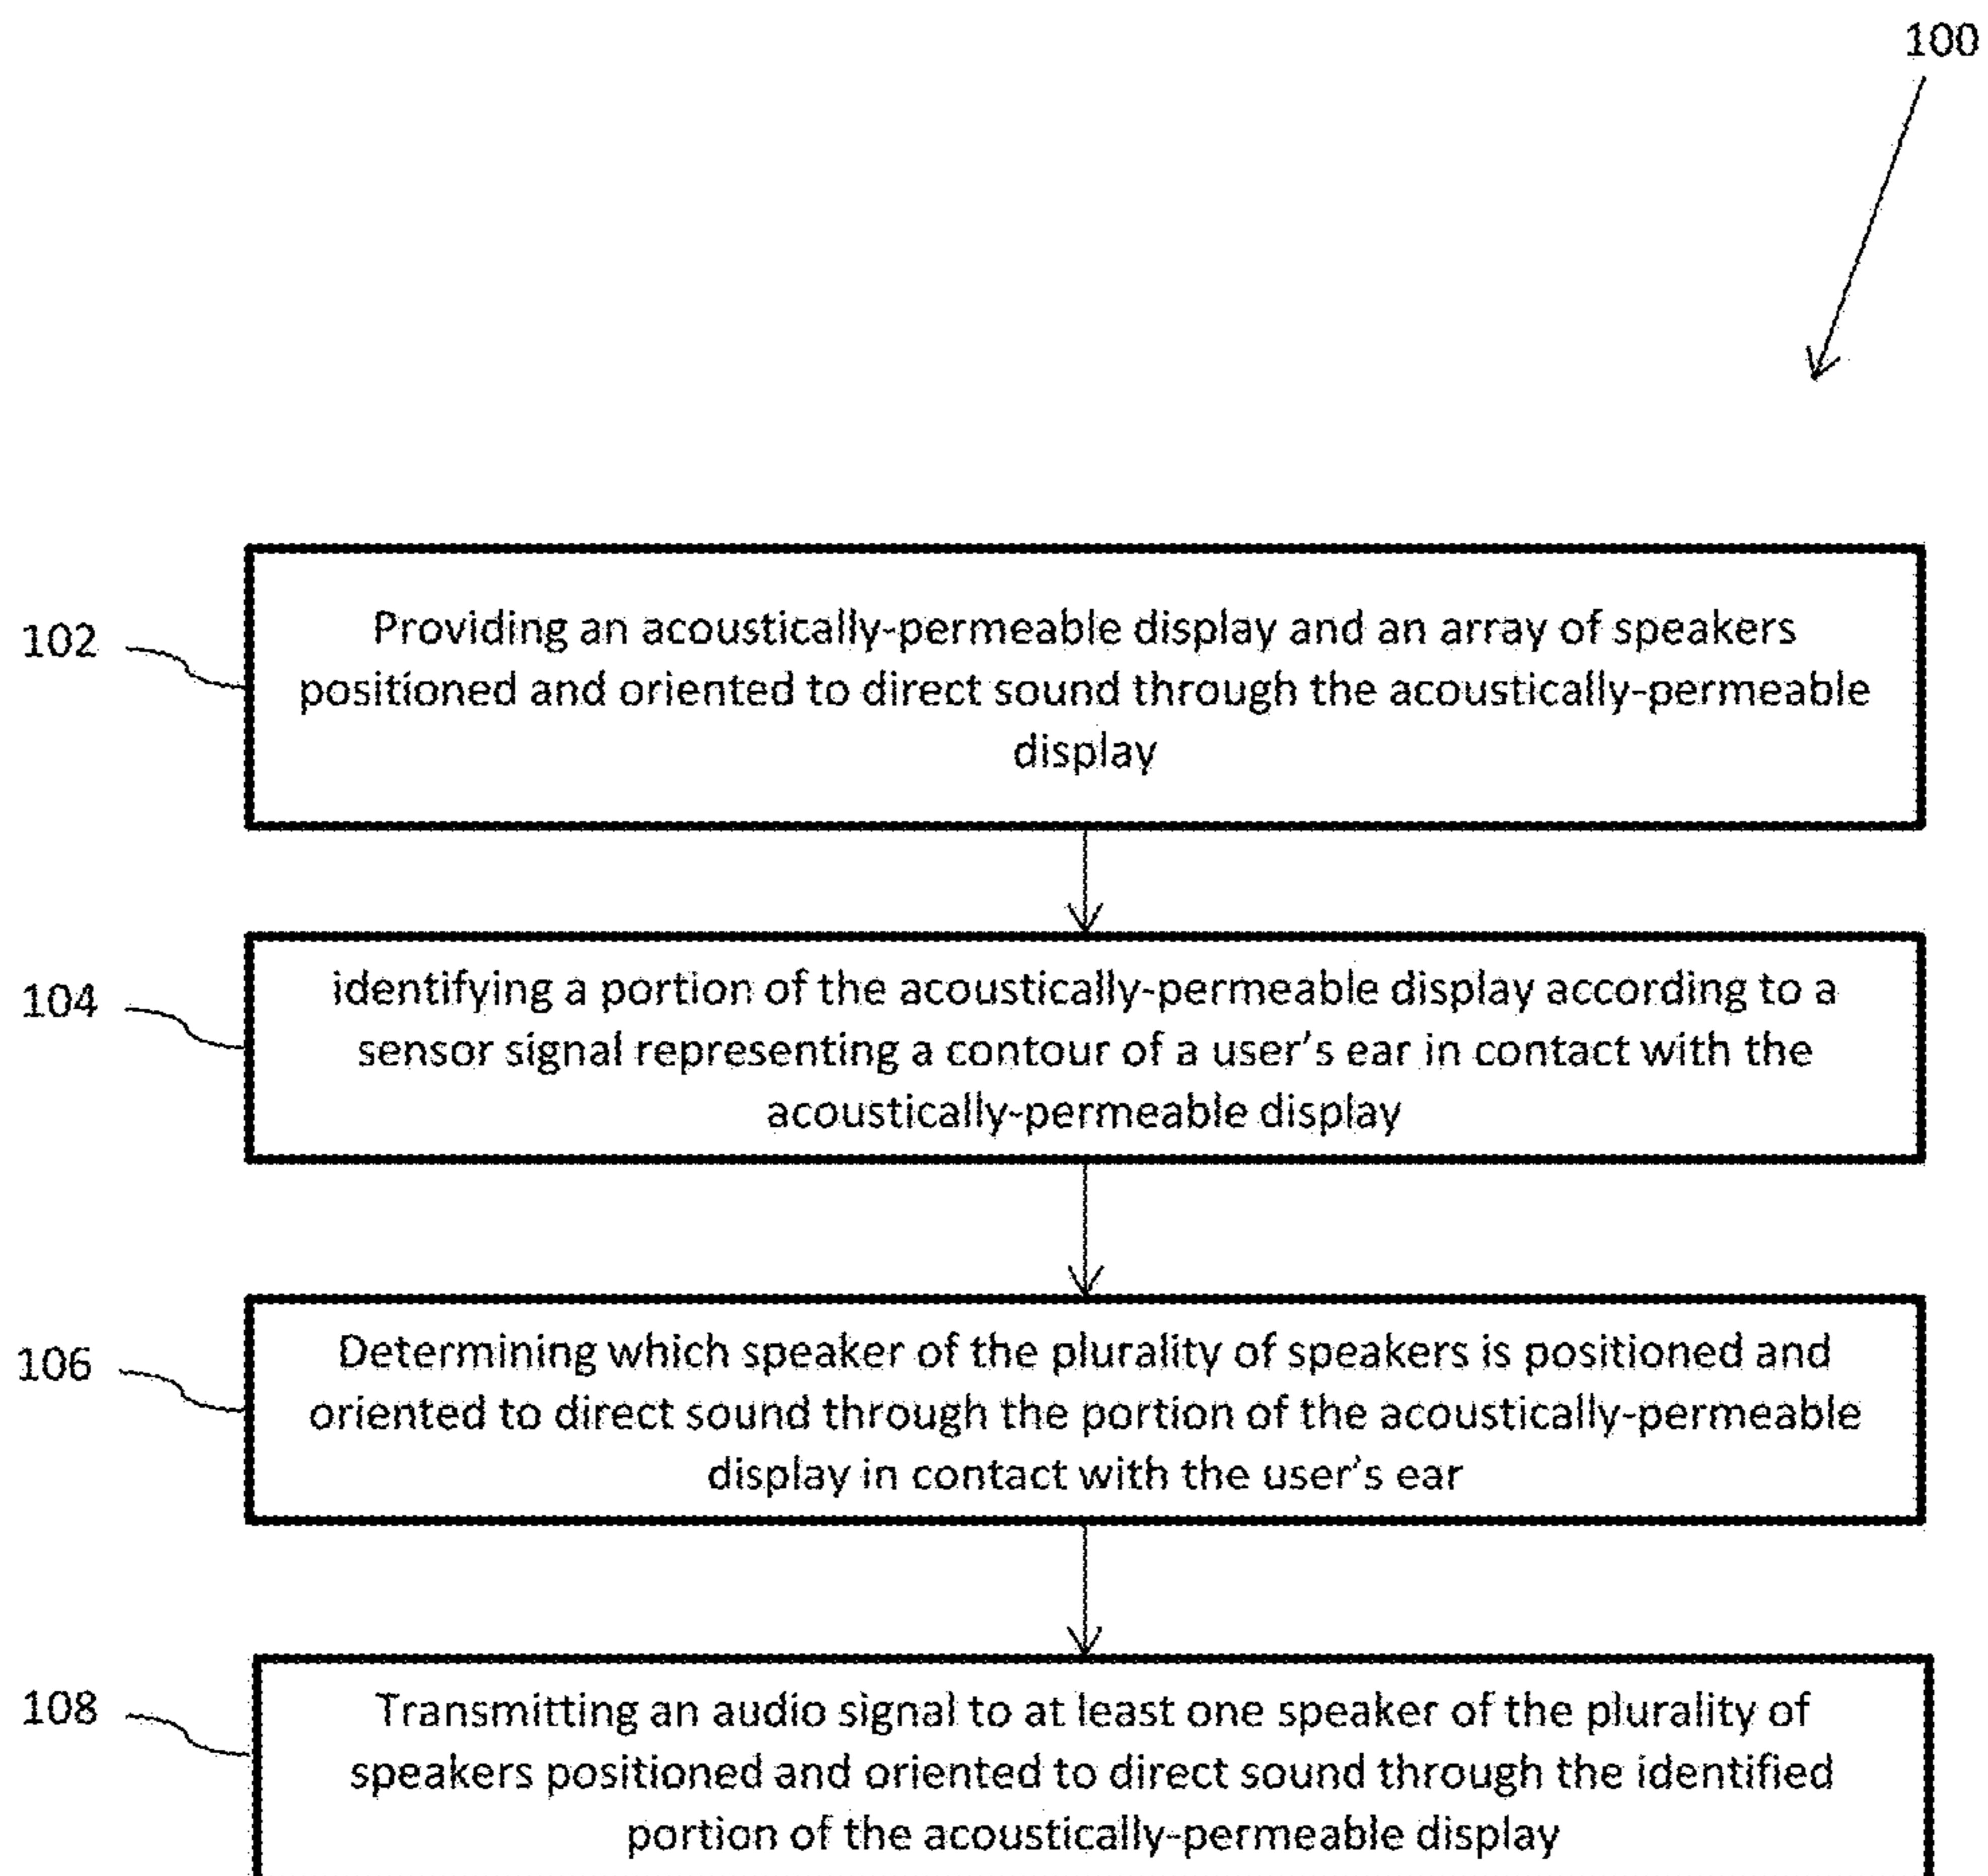 100
102
Providing an acoustically-permeable display and an array of speakers
positioned and oriented to direct sound through the acoustically-permeable
display
104
identifying a portion of the acoustically-permeable display according to a
sensor signal representing a contour of a user's ear in contact with the
acoustically-permeable display
106
Determining which speaker of the plurality of speakers is positioned and
oriented to direct sound through the portion of the acoustically-permeable
display in contact with the user's ear
108
Transmitting an audio signal to at least one speaker of the plurality of
speakers positioned and oriented to direct sound through the identified
portion of the acoustically-permeable display